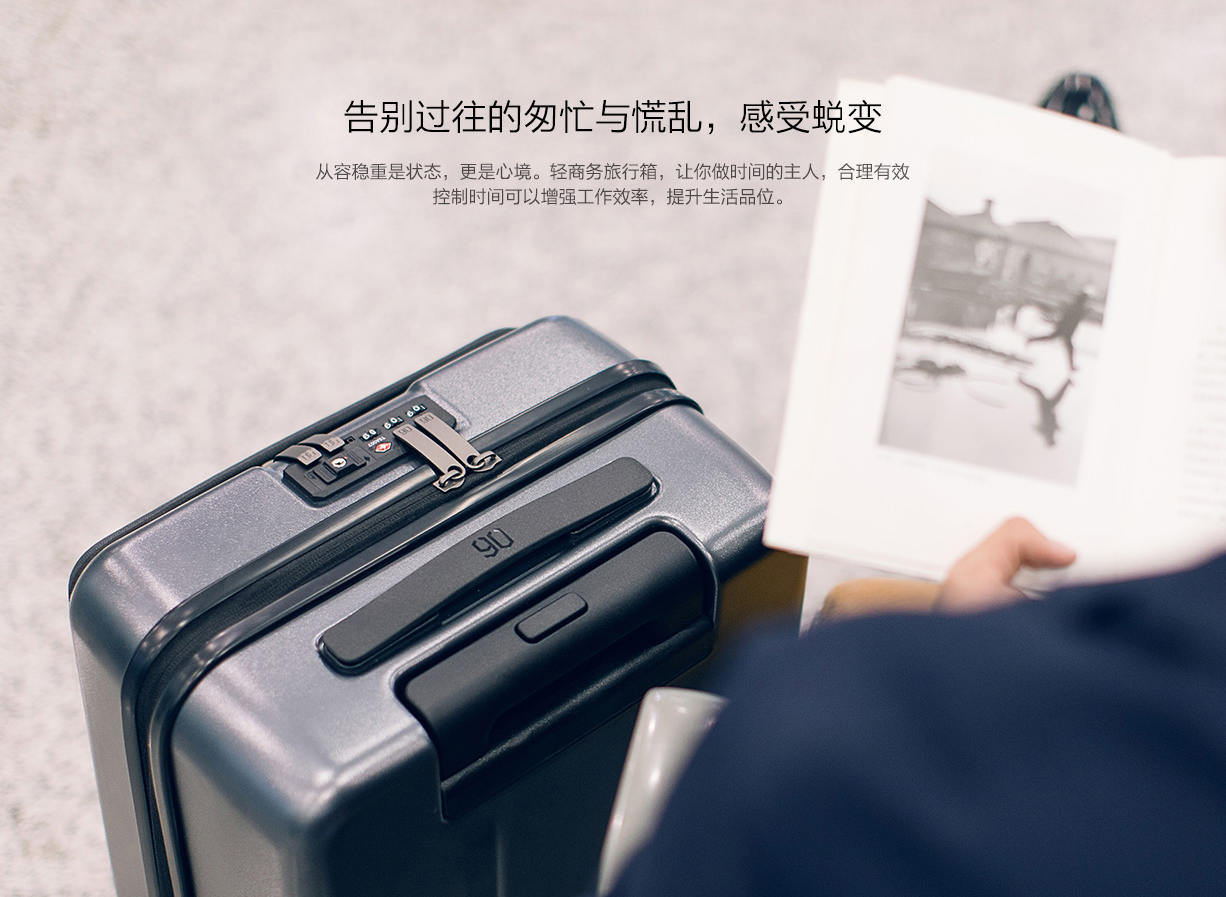 告别过往的匆忙与慌乱，感受蜕变
从容稳重是状态，更是心境。轻商务旅行箱，让你做时间的主人，合理有效
控制时间可以增强工作效率，提升生活品位。
90